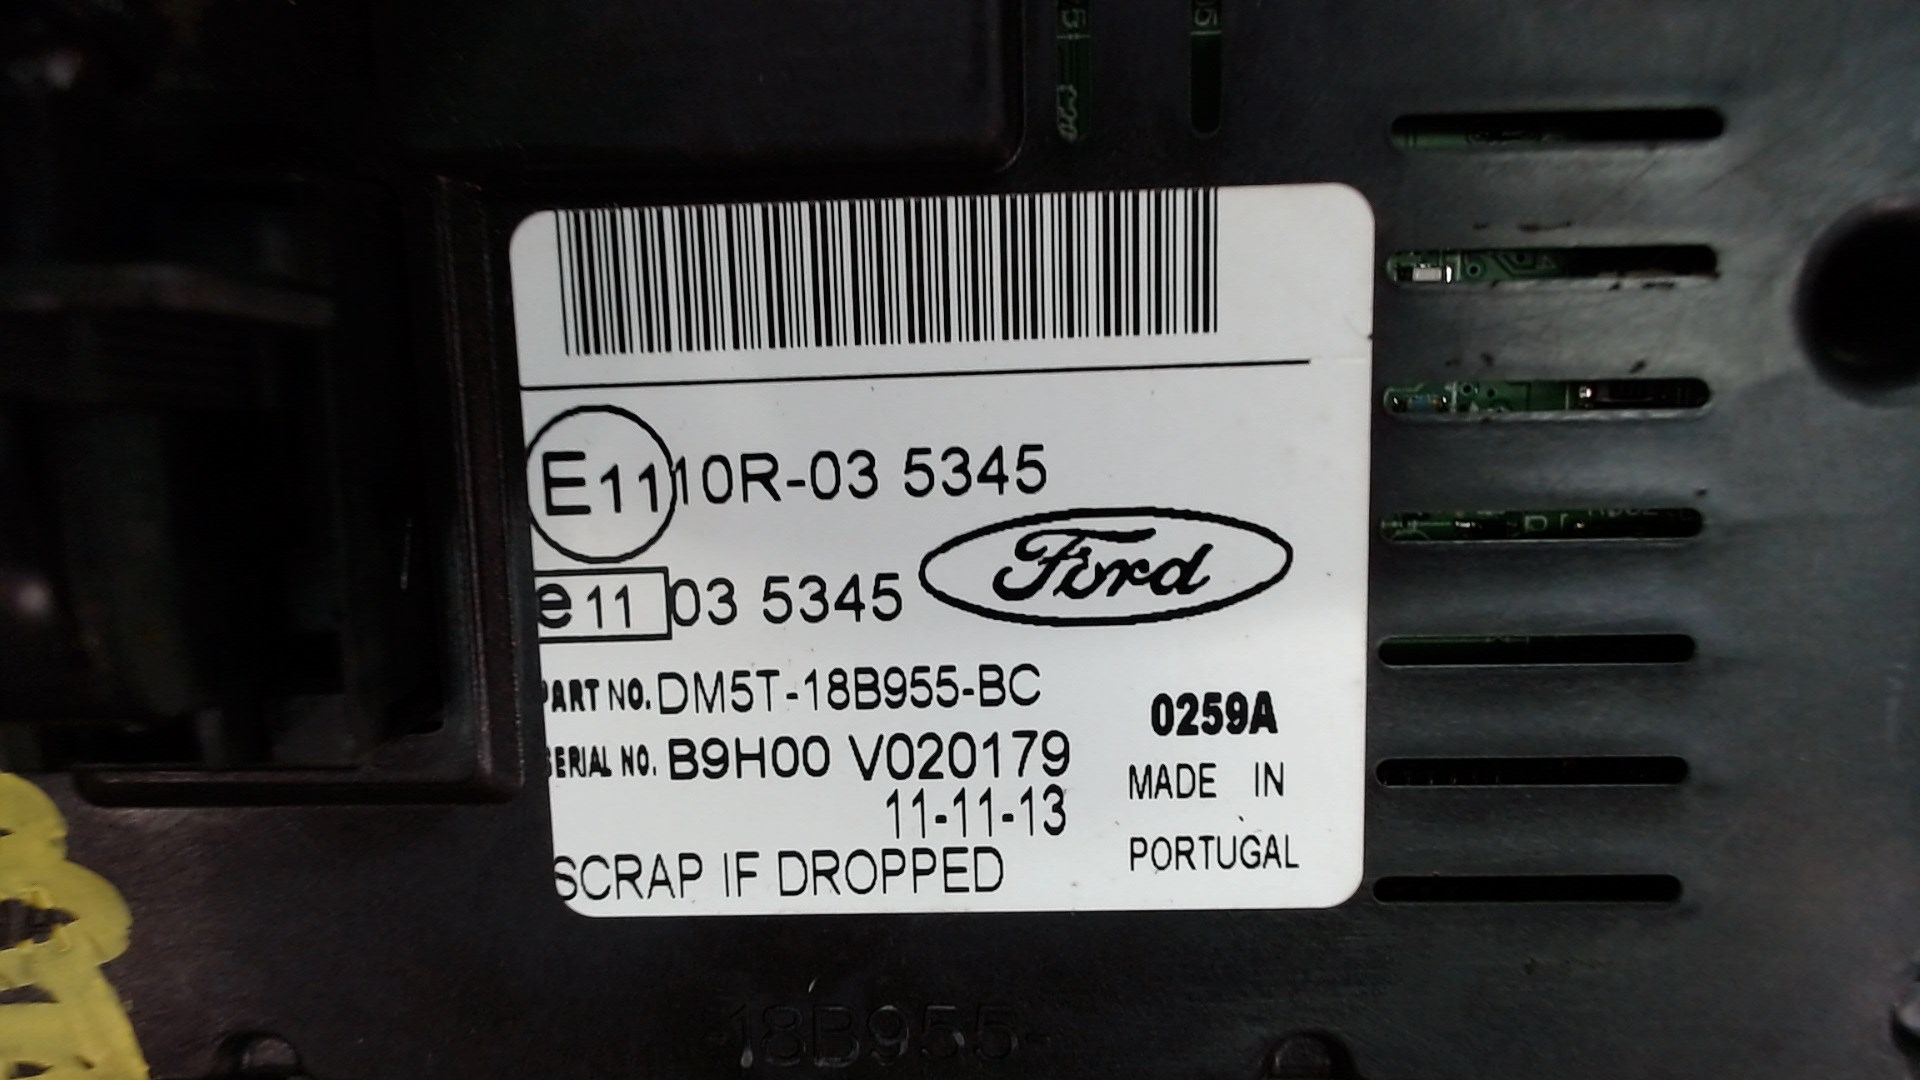 E11 10R-03 5345
e11 03 5345
Ford
PART NO. DM5T-18B955-BC
SERIAL NO. B9H00 V020179
11-11-13
SCRAP IF DROPPED
0259A
MADE IN
PORTUGAL
18B955-